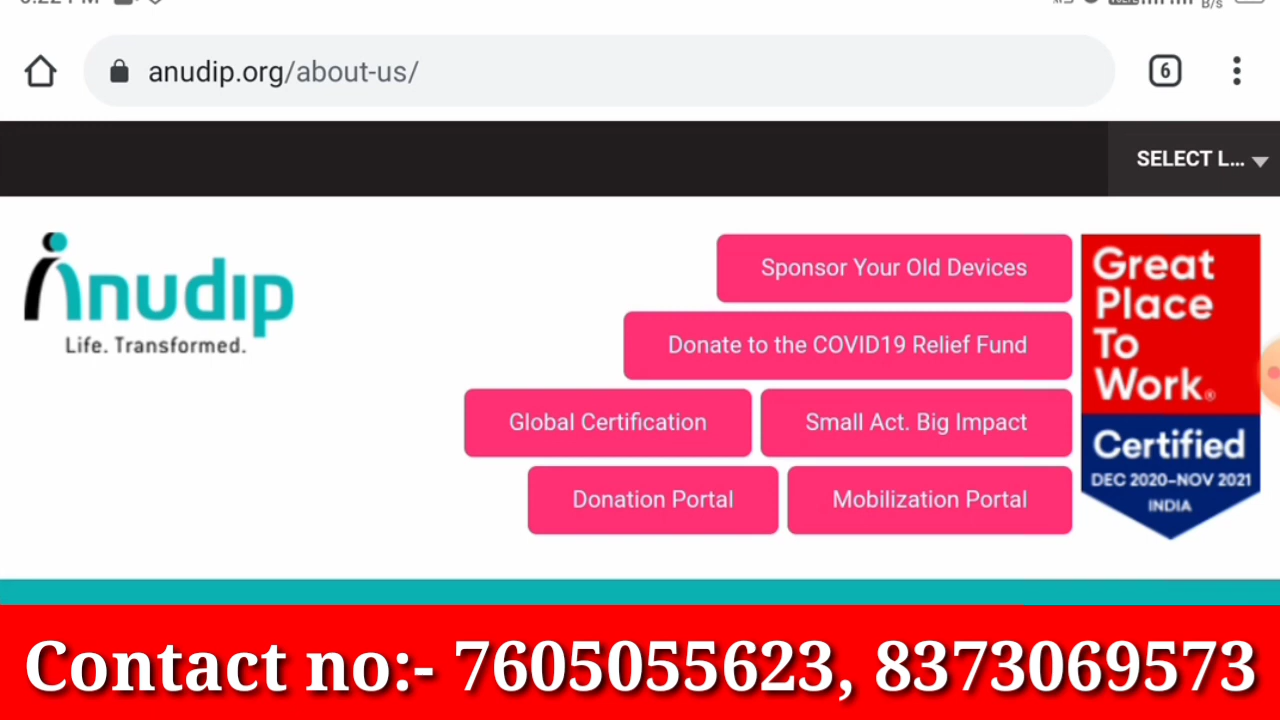 B/s
anudip.org/about-us/
6
SELECT L...
Anudip
Life. Transformed.
Sponsor Your Old Devices
Donate to the COVID19 Relief Fund
Global Certification
Small Act. Big Impact
Donation Portal
Mobilization Portal
Great
Place
To
Work®
Certified
DEC 2020–NOV 2021
INDIA
Contact no:- 7605055623, 8373069573